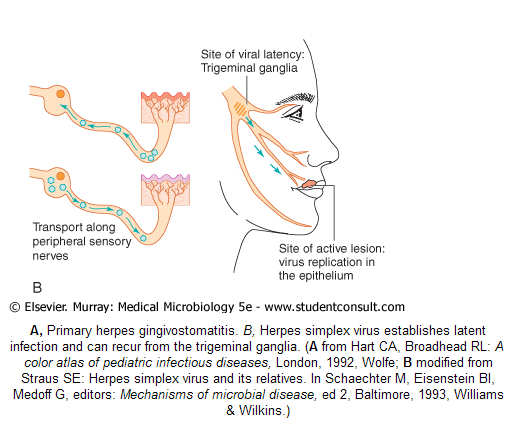 Site of viral latency:
Trigeminal ganglia
Transport along
peripheral sensory
nerves
Site of active lesion:
virus replication in
the epithelium
B
© Elsevier. Murray: Medical Microbiology 5e - www.studentconsult.com
A, Primary herpes gingivostomatitis. B, Herpes simplex virus establishes latent
infection and can recur from the trigeminal ganglia. (A from Hart CA, Broadhead RL: A
color atlas of pediatric infectious diseases, London, 1992, Wolfe; B modified from
Straus SE: Herpes simplex virus and its relatives. In Schaechter M, Eisenstein BI,
Medoff G, editors: Mechanisms of microbial disease, ed 2, Baltimore, 1993, Williams
& Wilkins.)